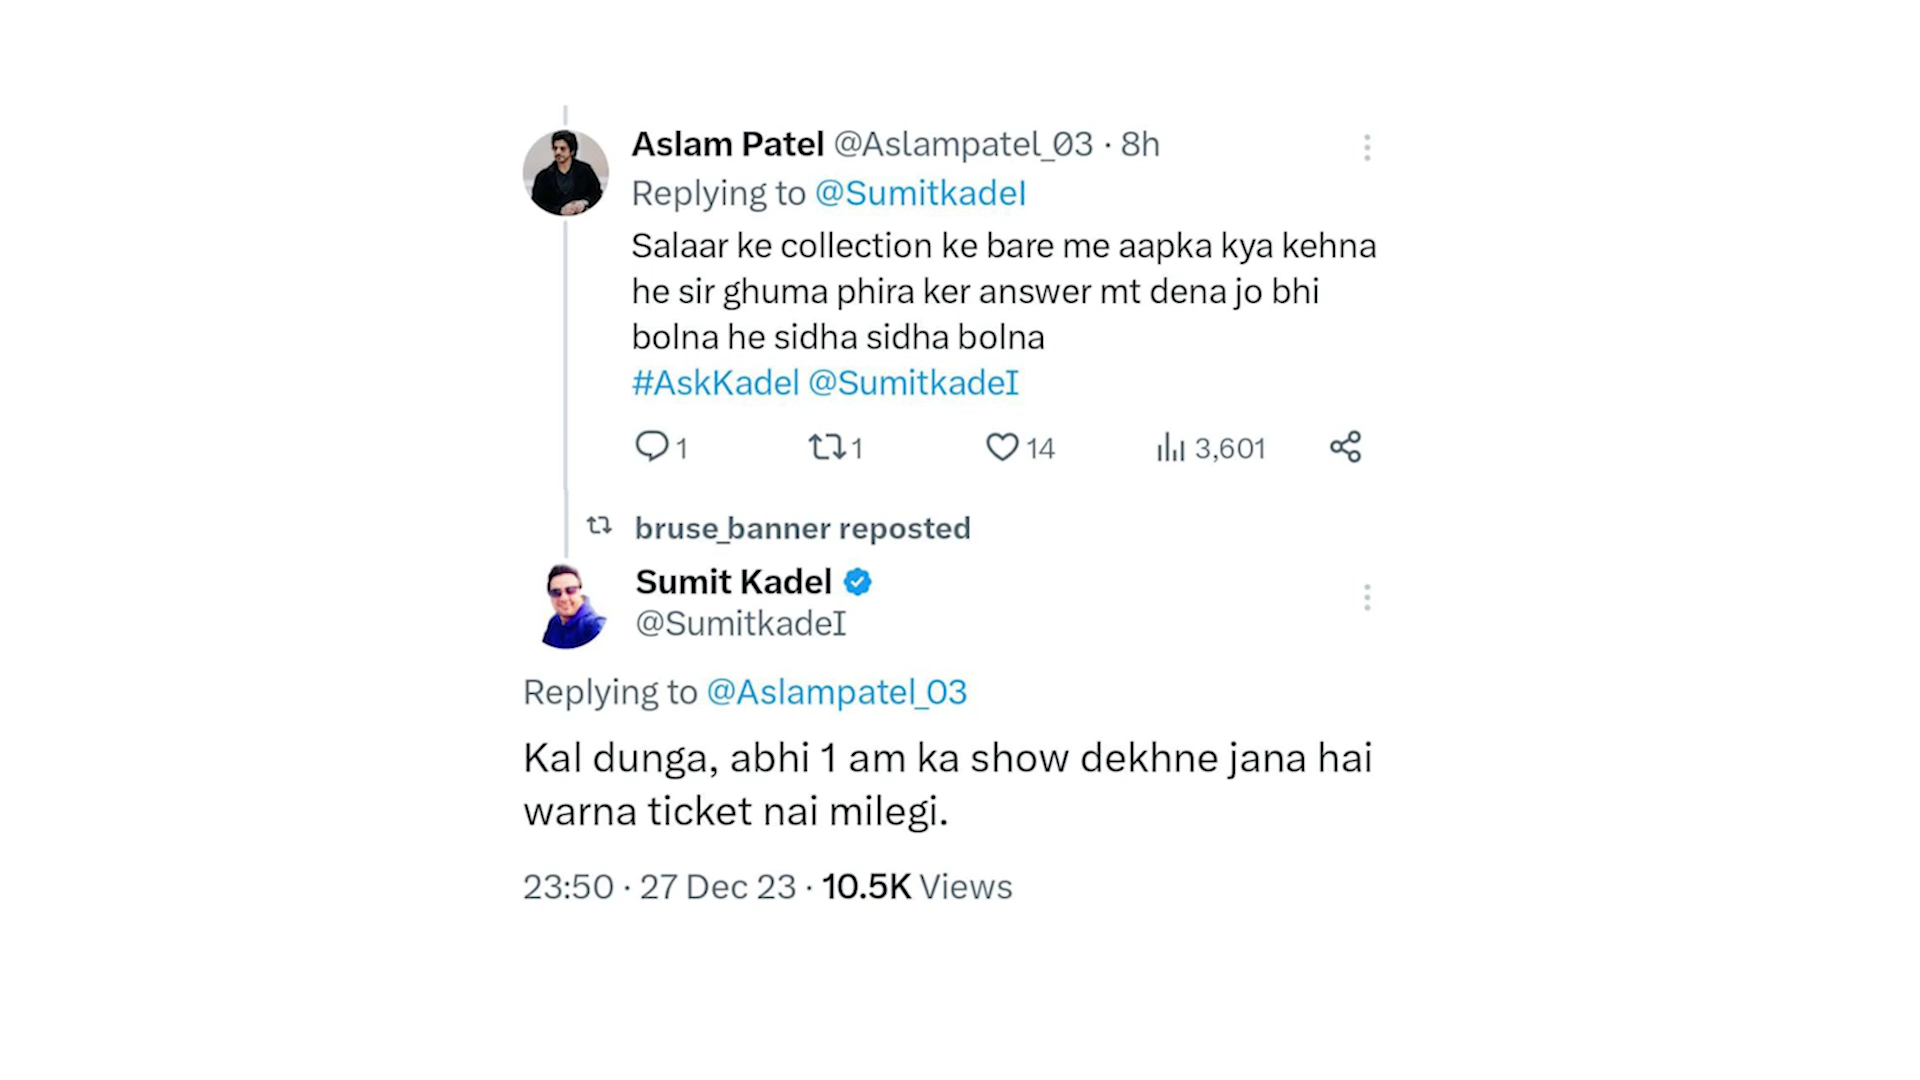 Aslam Patel @Aslampatel_03 · 8h
Replying to @SumitkadeI
Salaar ke collection ke bare me aapka kya kehna
he sir ghuma phira ker answer mt dena jo bhi
bolna he sidha sidha bolna
#AskKadel @SumitkadeI
1 1 14 3,601
bruse_banner reposted
Sumit Kadel
@SumitkadeI
Replying to @Aslampatel_03
Kal dunga, abhi 1 am ka show dekhne jana hai
warna ticket nai milegi.
23:50 · 27 Dec 23 · 10.5K Views